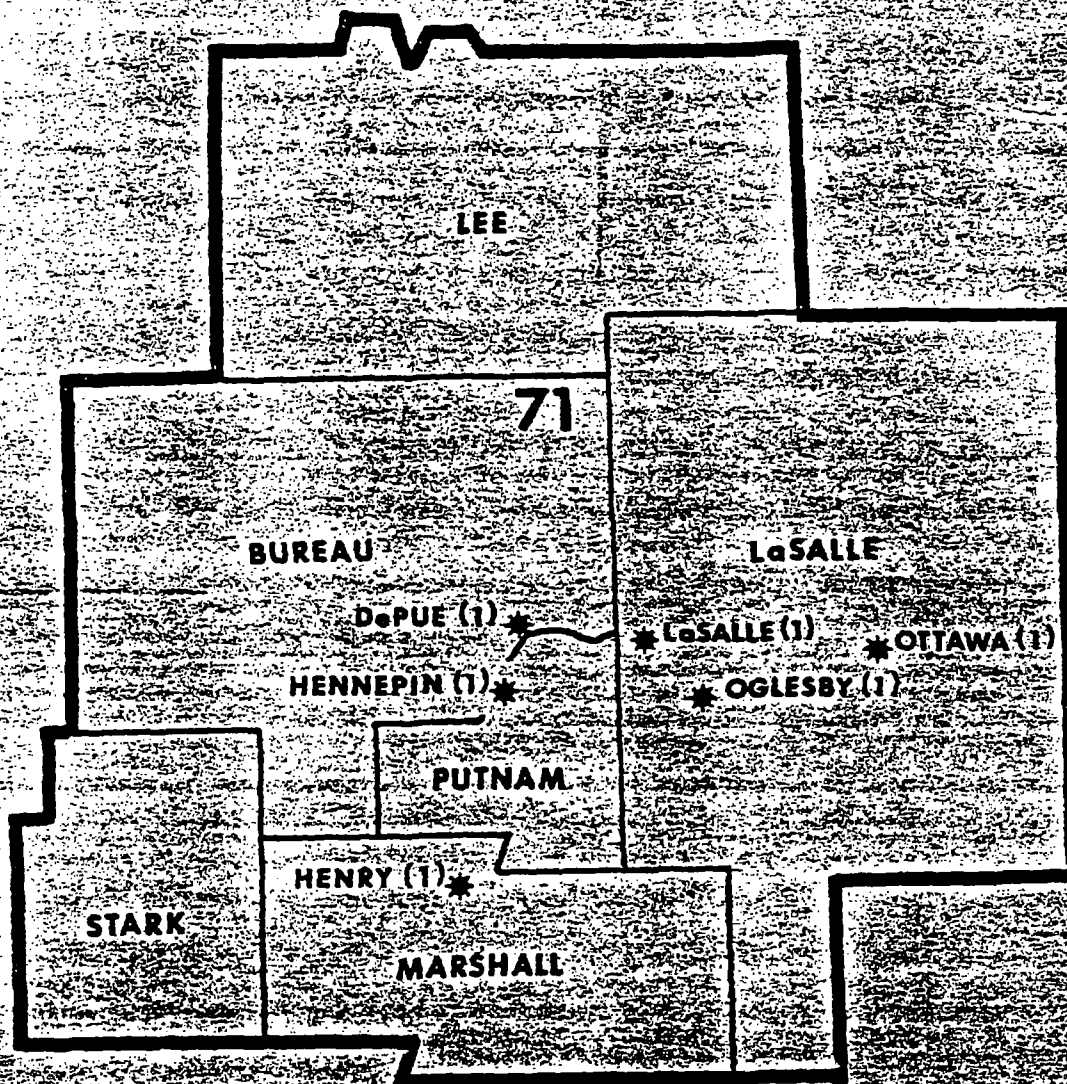 LEE
71
BUREAU
LaSALLE
DePUE (1)
LaSALLE (1)
OTTAWA (1)
HENNEPIN (1)
OGLESBY (1)
PUTNAM
HENRY (1)
STARK
MARSHALL